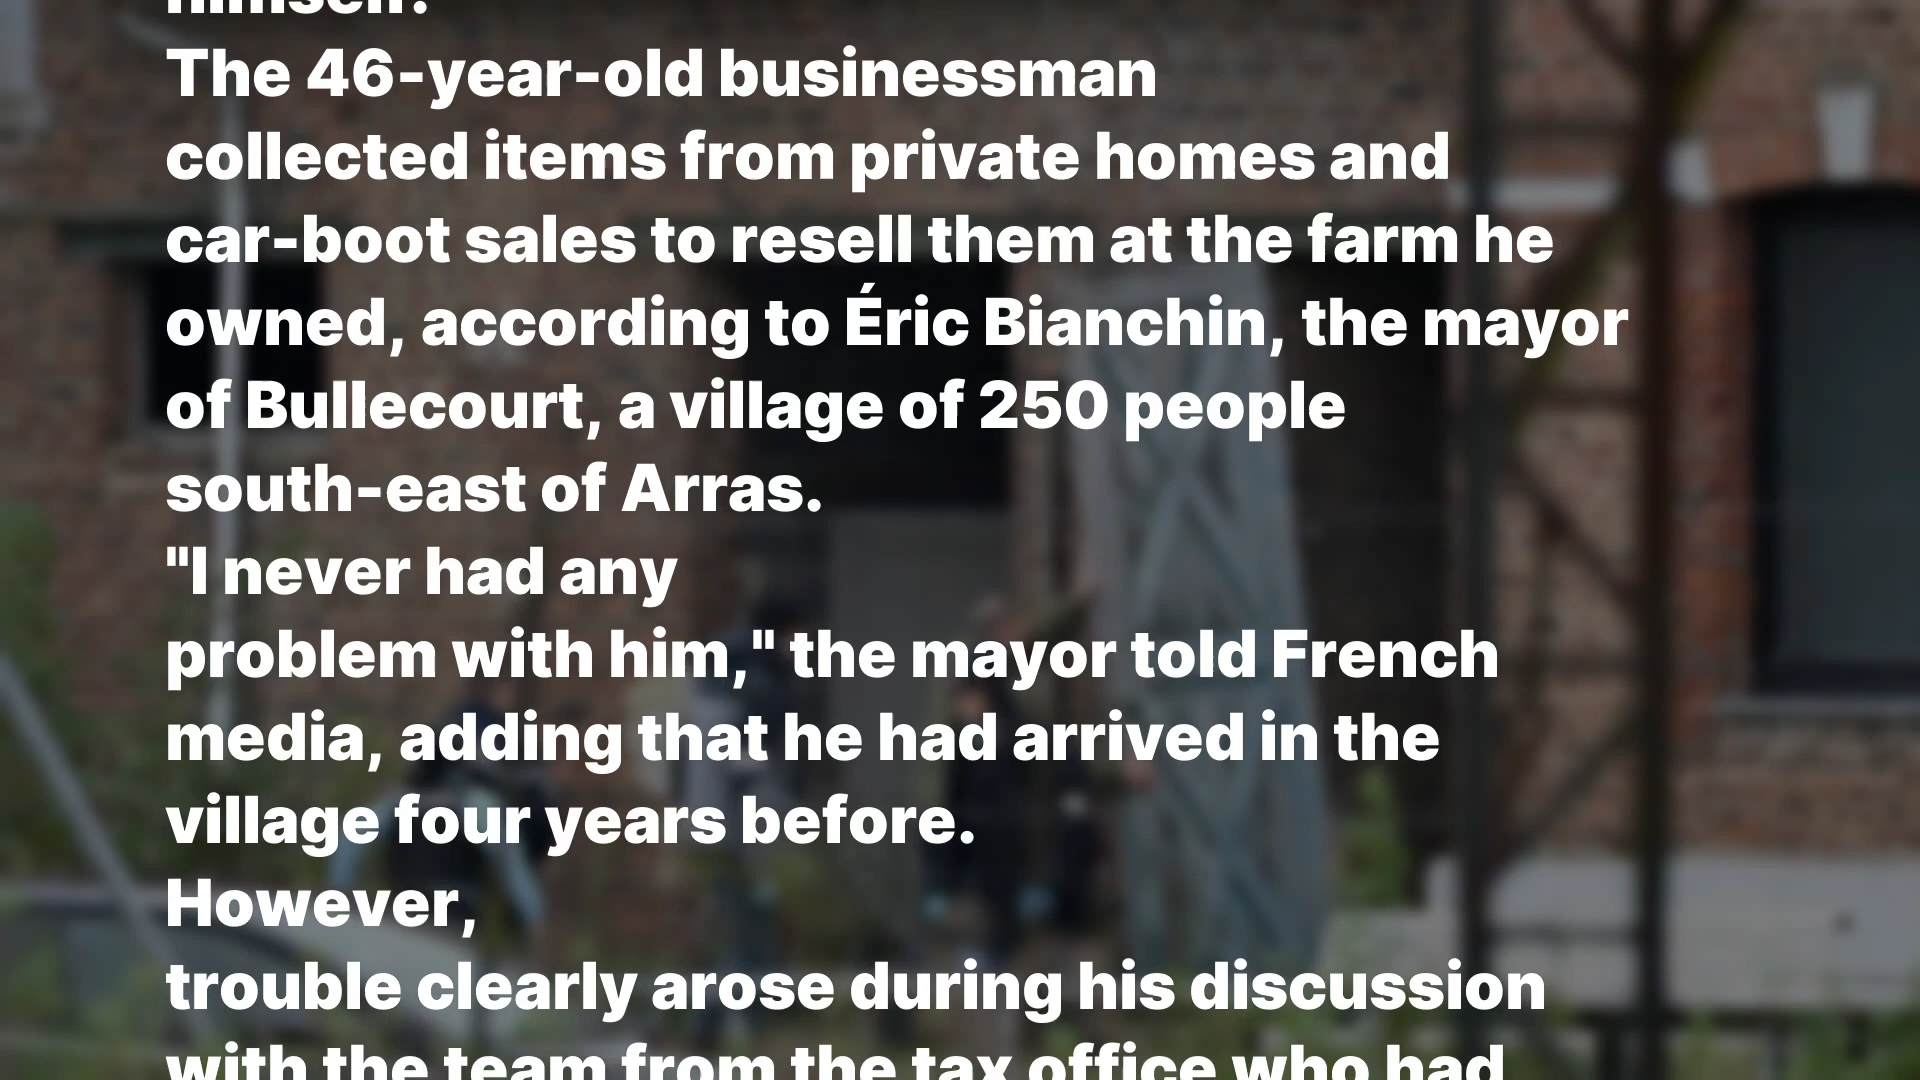 himself.
The 46-year-old businessman
collected items from private homes and
car-boot sales to resell them at the farm he
owned, according to Éric Bianchin, the mayor
of Bullecourt, a village of 250 people
south-east of Arras.
"I never had any
problem with him," the mayor told French
media, adding that he had arrived in the
village four years before.
However,
trouble clearly arose during his discussion
with the team from the tax office who had